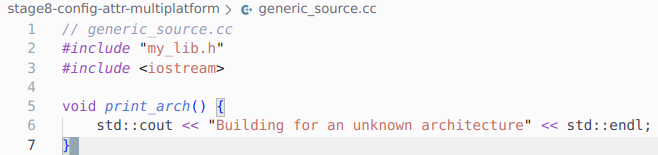 stage8-config-attr-multiplatform > generic_source.cc
1 // generic_source.cc
2 #include "my_lib.h"
3 #include <iostream>
4
5 void print_arch() {
6     std::cout << "Building for an unknown architecture" << std::endl;
7 }